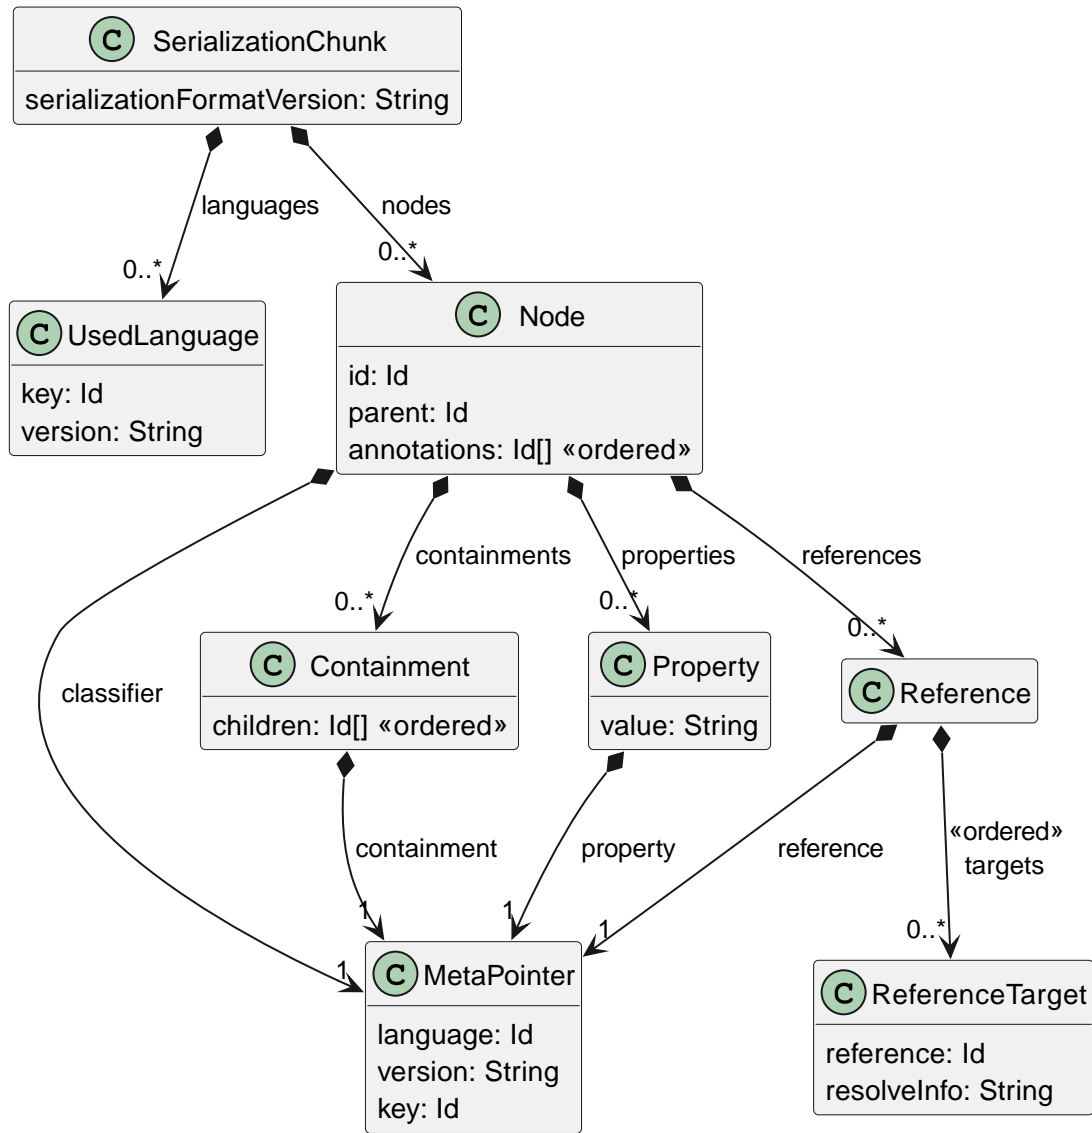 C SerializationChunk
serializationFormatVersion: String
languages
nodes
0..*
0..*
C UsedLanguage
key: Id
version: String
C Node
id: Id
parent: Id
annotations: Id[] «ordered»
containments
properties
references
0..*
0..*
0..*
classifier
C Containment
children: Id[] «ordered»
C Property
value: String
C Reference
containment
property
reference
«ordered»
targets
1
1
1
1
0..*
C MetaPointer
language: Id
version: String
key: Id
C ReferenceTarget
reference: Id
resolveInfo: String